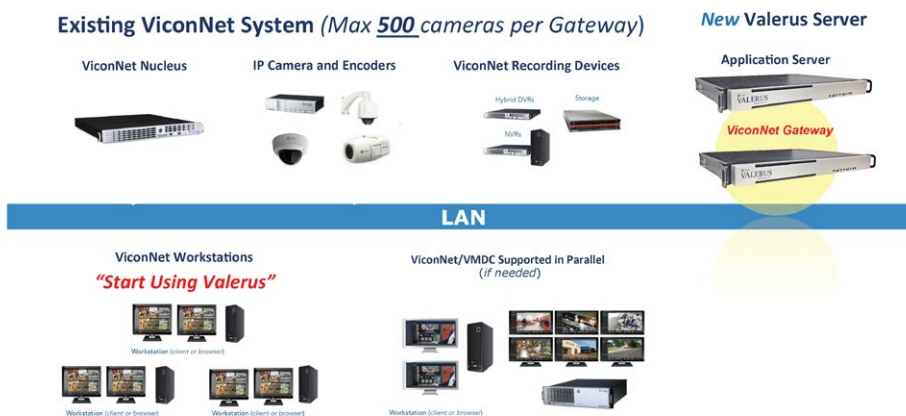 Existing ViconNet System (Max 500 cameras per Gateway)
New Valerus Server
ViconNet Nucleus
IP Camera and Encoders
ViconNet Recording Devices
Application Server
Hybrid DVRs
Storage
NVRs
VALERUS
ViconNet Gateway
VALERUS
LAN
ViconNet Workstations
“Start Using Valerus”
ViconNet/VMDC Supported in Parallel
(if needed)
Workstation (client or browser)
Workstation (client or browser)
Workstation (client or browser)
Workstation (client or browser)